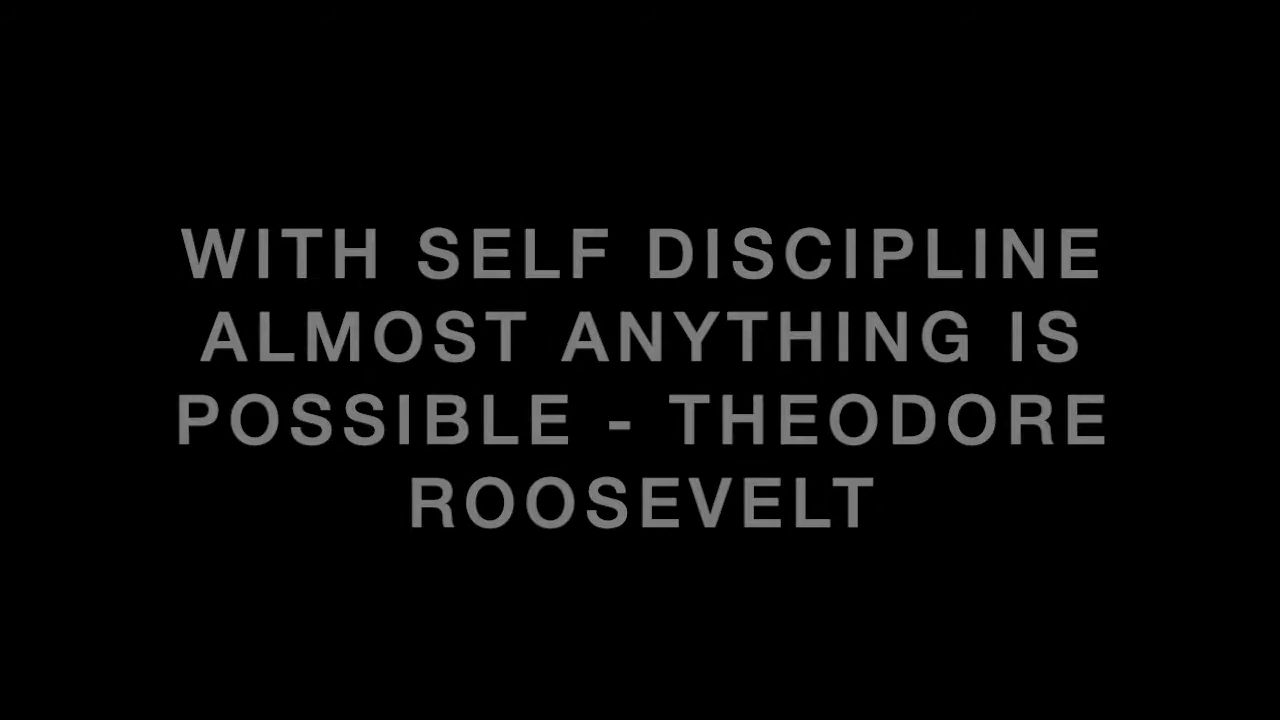 WITH SELF DISCIPLINE
ALMOST ANYTHING IS
POSSIBLE - THEODORE
ROOSEVELT